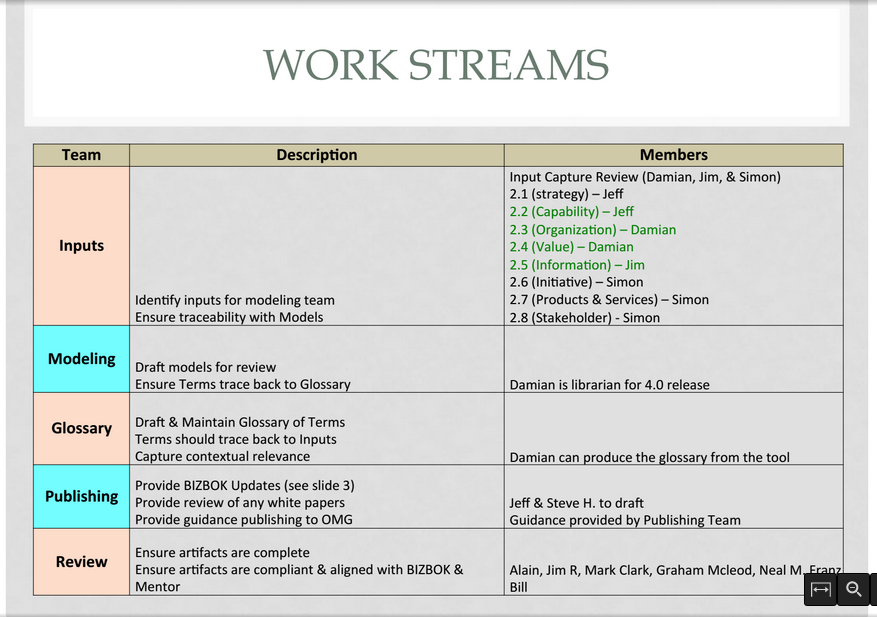 WORK STREAMS
Team Description Members
Inputs
Identify inputs for modeling team
Ensure traceability with Models
Input Capture Review (Damian, Jim, & Simon)
2.1 (strategy) – Jeff
2.2 (Capability) – Jeff
2.3 (Organization) – Damian
2.4 (Value) – Damian
2.5 (Information) – Jim
2.6 (Initiative) – Simon
2.7 (Products & Services) – Simon
2.8 (Stakeholder) - Simon
Modeling
Draft models for review
Ensure Terms trace back to Glossary
Damian is librarian for 4.0 release
Glossary
Draft & Maintain Glossary of Terms
Terms should trace back to Inputs
Capture contextual relevance
Damian can produce the glossary from the tool
Publishing
Provide BIZBOK Updates (see slide 3)
Provide review of any white papers
Provide guidance publishing to OMG
Jeff & Steve H. to draft
Guidance provided by Publishing Team
Review
Ensure artifacts are complete
Ensure artifacts are compliant & aligned with BIZBOK &
Mentor
Alain, Jim R, Mark Clark, Graham Mcleod, Neal M. Franz
Bill